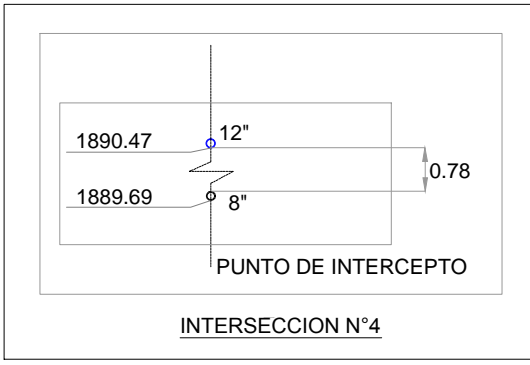 12"
1890.47
0.78
1889.69
8"
PUNTO DE INTERCEPTO
INTERSECCION N°4